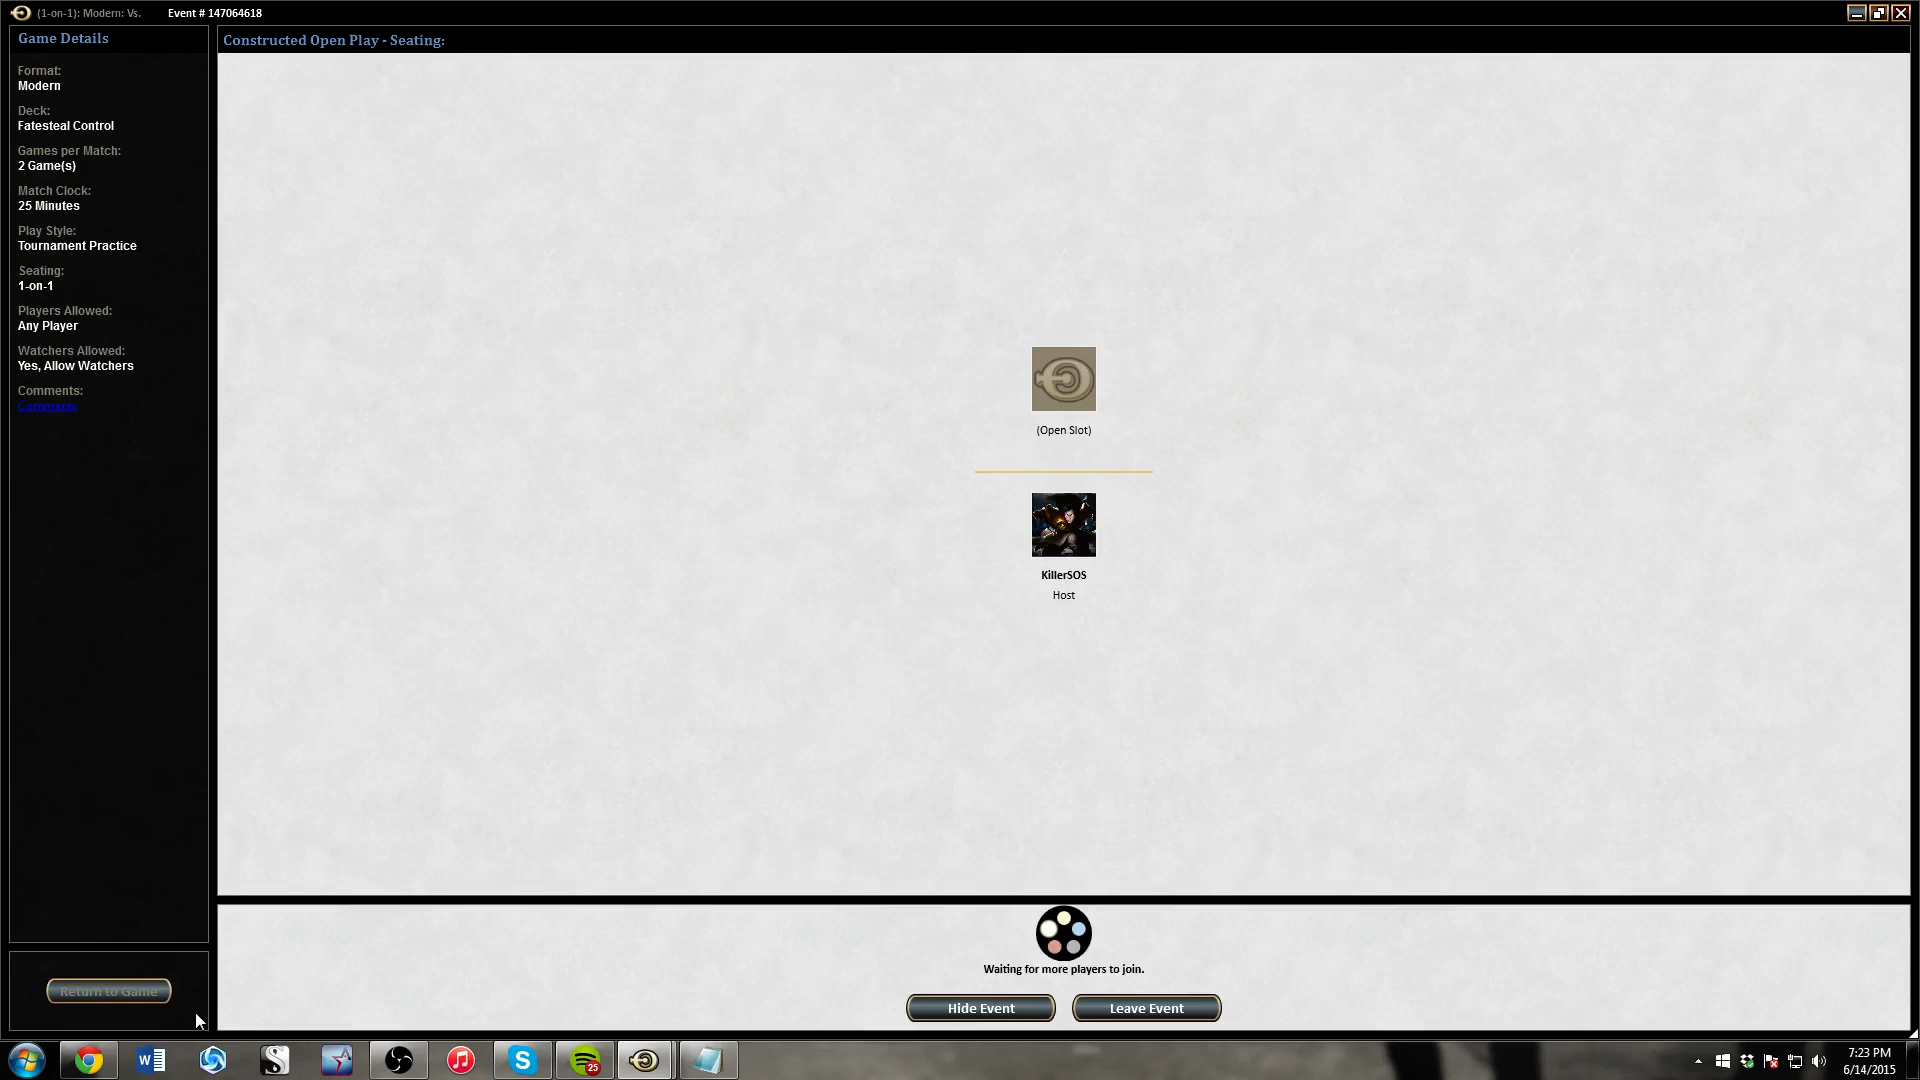 (1-on-1): Modern: Vs. Event # 147064618
Game Details
Format:
Modern
Deck:
Fatesteal Control
Games per Match:
2 Game(s)
Match Clock:
25 Minutes
Play Style:
Tournament Practice
Seating:
1-on-1
Players Allowed:
Any Player
Watchers Allowed:
Yes, Allow Watchers
Comments:
Comments
Return to Game
Constructed Open Play - Seating:
(Open Slot)
KillerSOS
Host
Waiting for more players to join.
Hide Event
Leave Event
W
S
S
25
7:23 PM
6/14/2015